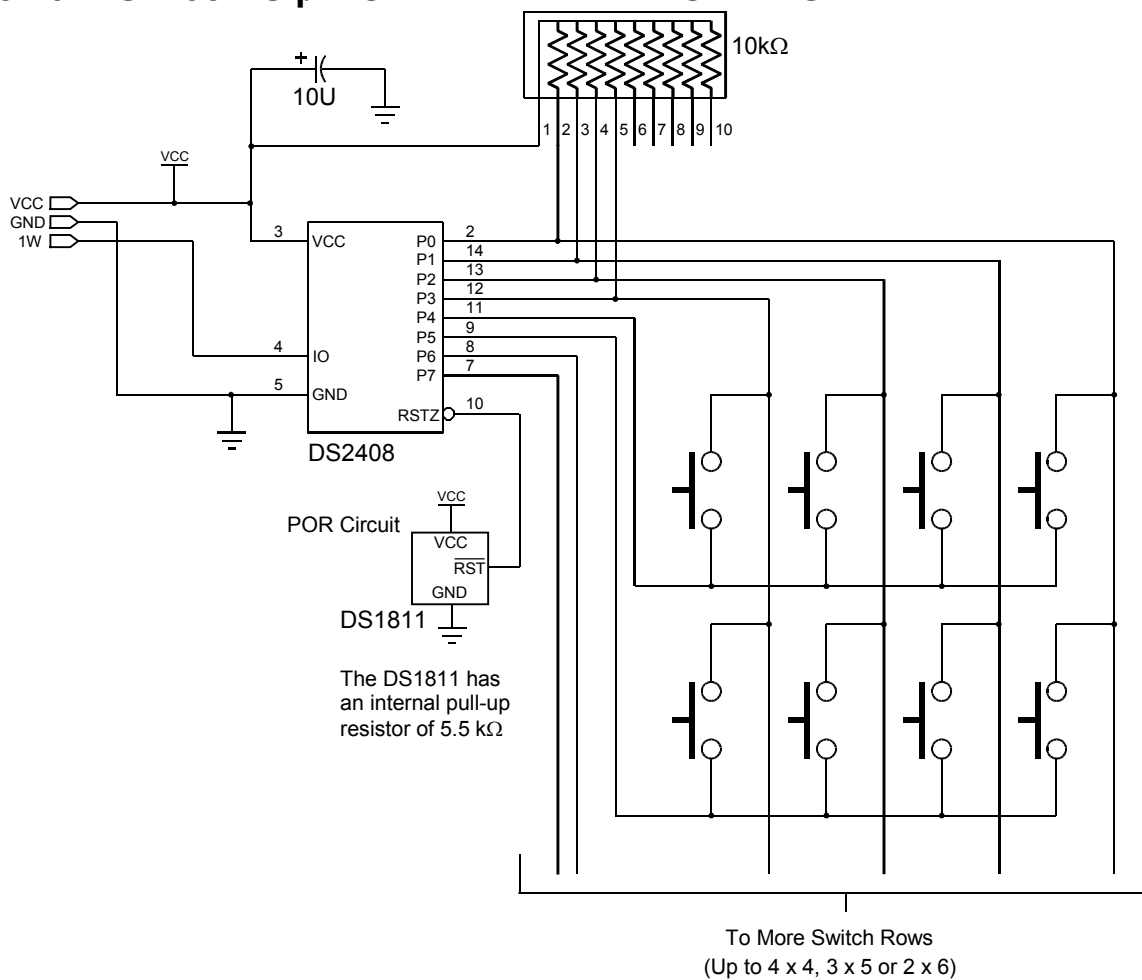 10kΩ
+
10U
1 2 3 4 5 6 7 8 9 10
VCC
VCC
GND
1W
3 VCC
4 IO
5 GND
P0 2
P1 14
P2 13
P3 12
P4 11
P5 9
P6 8
P7 7
RSTZ 10
DS2408
POR Circuit
VCC
VCC
RST
GND
DS1811
The DS1811 has
an internal pull-up
resistor of 5.5 kΩ
To More Switch Rows
(Up to 4 x 4, 3 x 5 or 2 x 6)